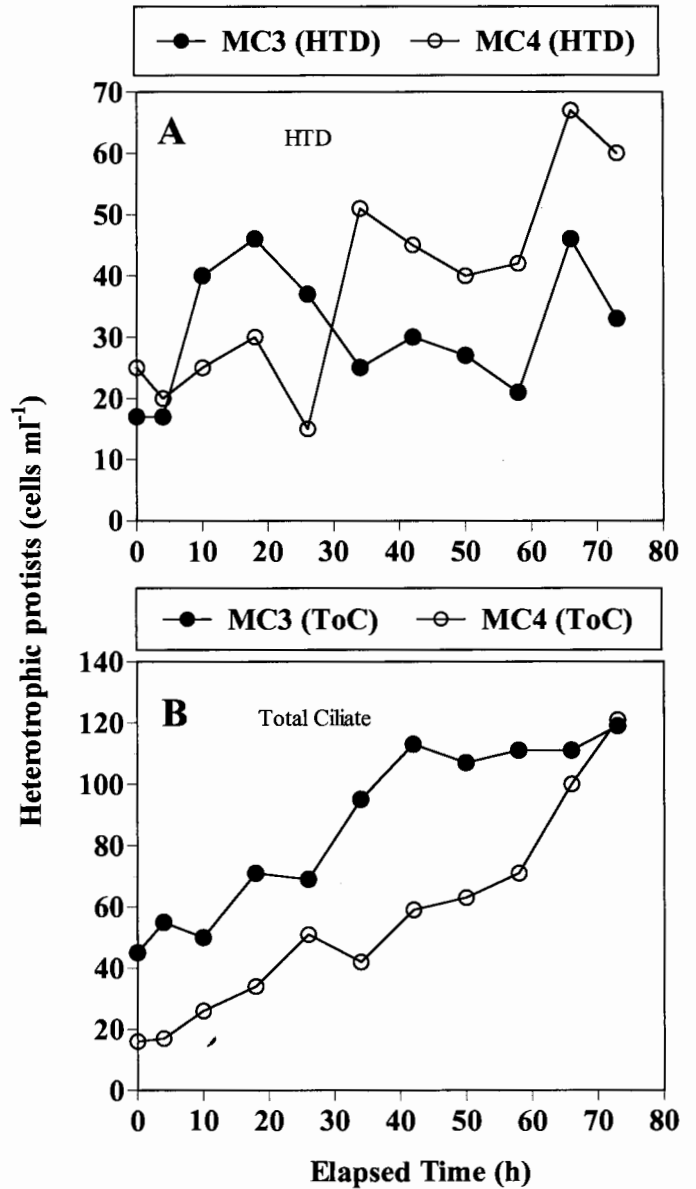 MC3 (HTD) MC4 (HTD)
70
A
HTD
60
50
40
30
20
10
0
0 10 20 30 40 50 60 70 80
Heterotrophic protists (cells ml⁻¹)
MC3 (ToC) MC4 (ToC)
140
B
Total Ciliate
120
100
80
60
40
20
0
0 10 20 30 40 50 60 70 80
Elapsed Time (h)